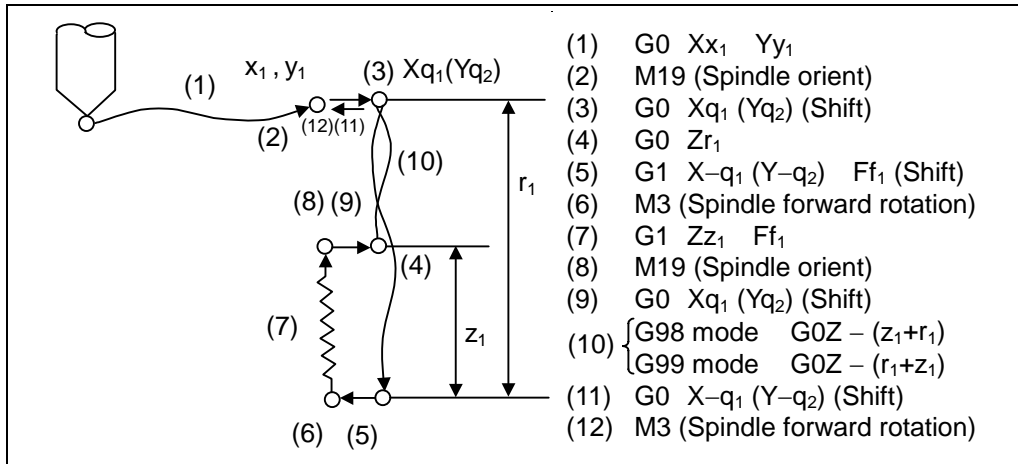 x₁ , y₁
(3) Xq₁(Yq₂)
(1)
(2)
(12)(11)
(10)
r₁
(8) (9)
(4)
(7)
z₁
(6) (5)
(1) G0 Xx₁ Yy₁
(2) M19 (Spindle orient)
(3) G0 Xq₁ (Yq₂) (Shift)
(4) G0 Zr₁
(5) G1 X−q₁ (Y−q₂) Ff₁ (Shift)
(6) M3 (Spindle forward rotation)
(7) G1 Zz₁ Ff₁
(8) M19 (Spindle orient)
(9) G0 Xq₁ (Yq₂) (Shift)
(10) G98 mode G0Z − (z₁+r₁)
G99 mode G0Z − (r₁+z₁)
(11) G0 X−q₁ (Y−q₂) (Shift)
(12) M3 (Spindle forward rotation)